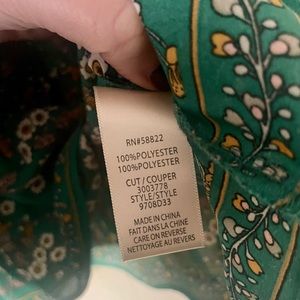 RN#58822
100%POLYESTER
100%POLYESTER
CUT / COUPER
3003778
STYLE/STYLE
9708D33
MADE IN CHINA
FAIT DANS LA CHINE
CARE ON REVERSE
NETTOYAGE AU REVERS